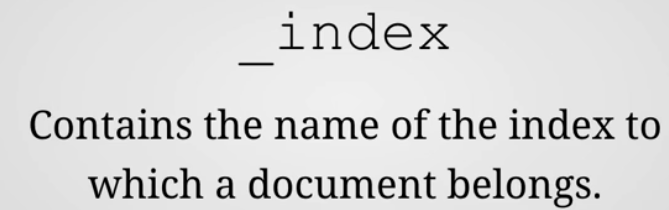 _index
Contains the name of the index to
which a document belongs.